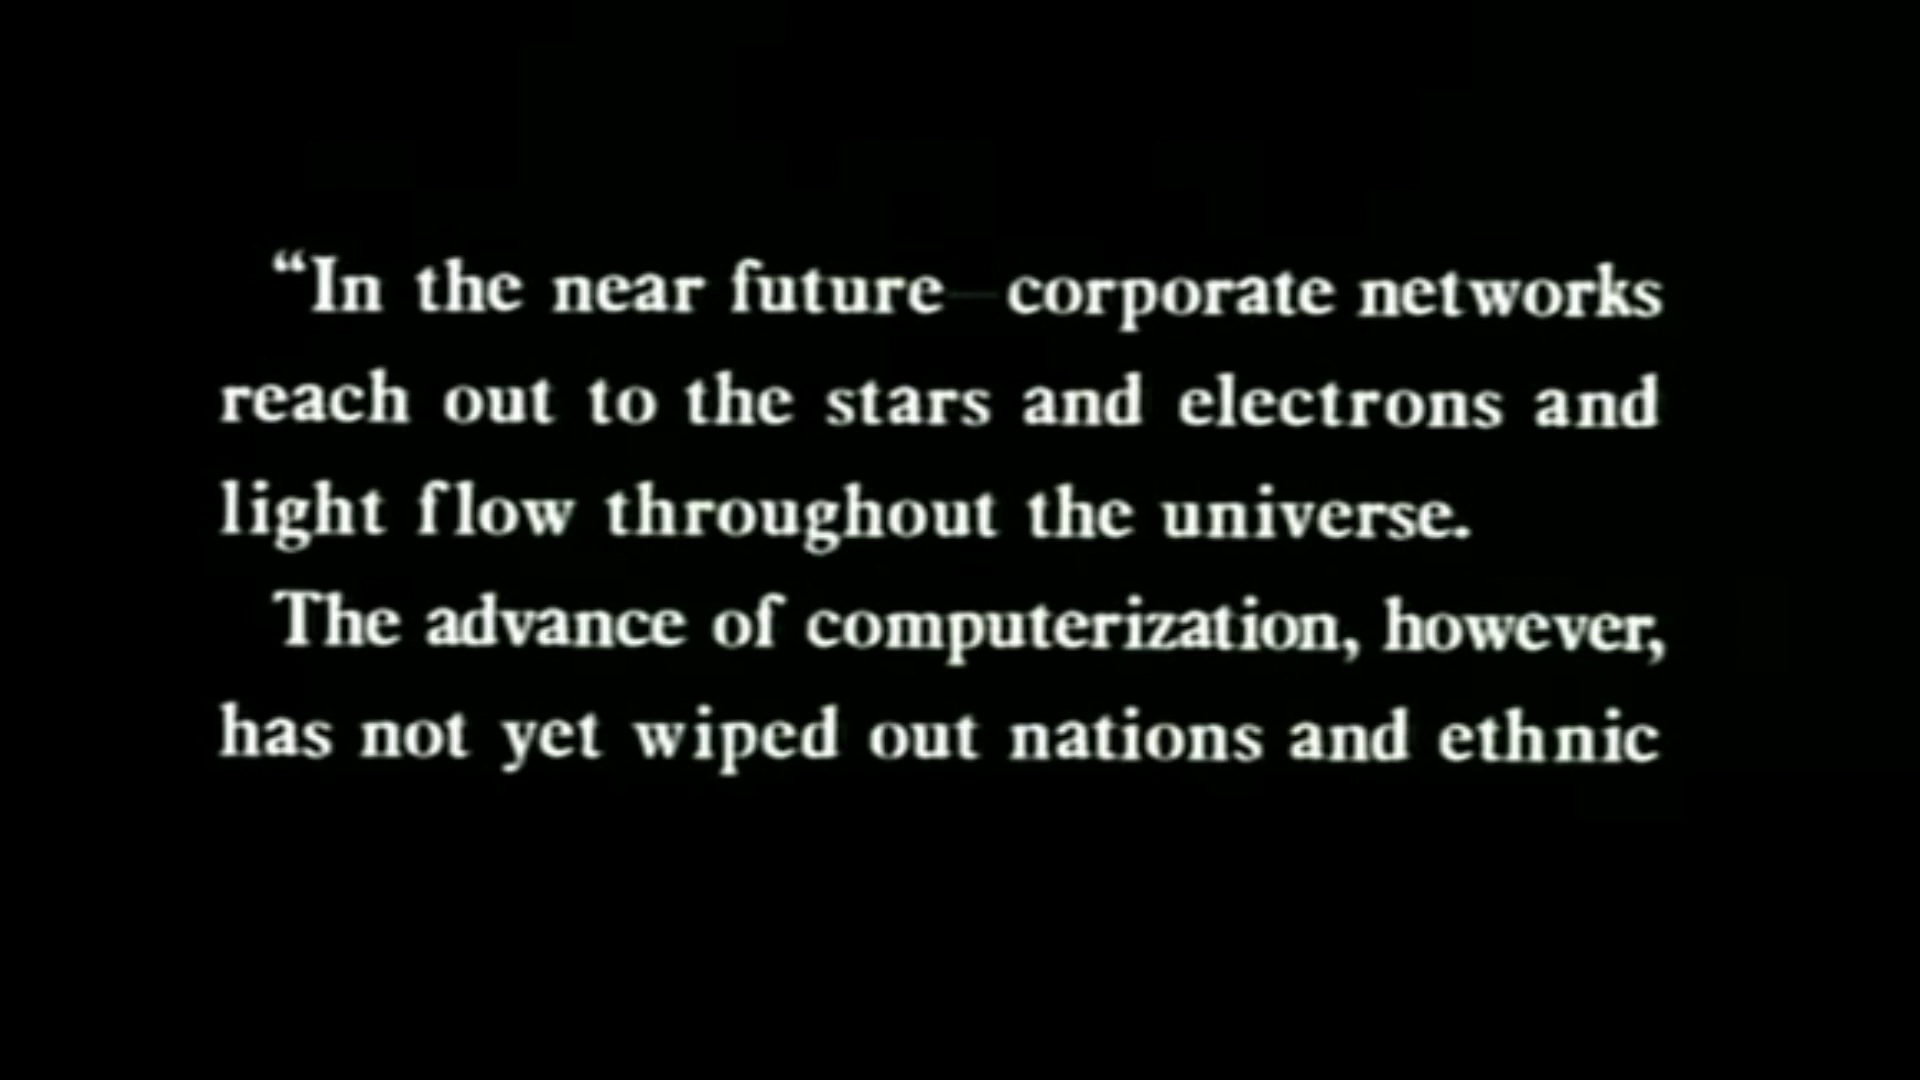 “In the near future—corporate networks
reach out to the stars and electrons and
light flow throughout the universe.
The advance of computerization, however,
has not yet wiped out nations and ethnic